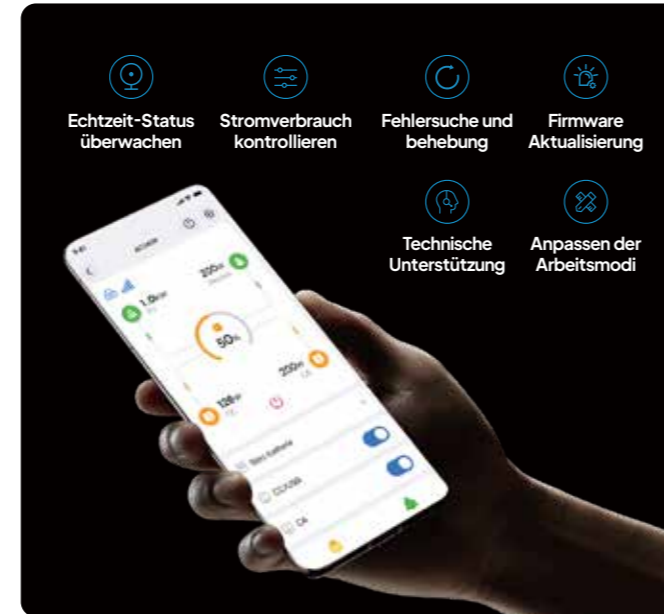 Echtzeit-Status
überwachen
Stromverbrauch
kontrollieren
Fehlersuche und
behebung
Firmware
Aktualisierung
Technische
Unterstützung
Anpassen der
Arbeitsmodi
50%